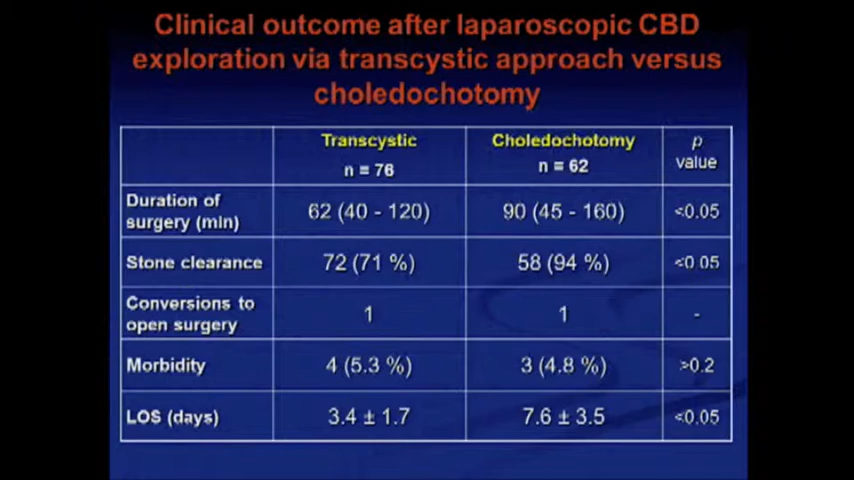 Clinical outcome after laparoscopic CBD
exploration via transcystic approach versus
choledochotomy
Transcystic
n = 76
Choledochotomy
n = 62
p
value
Duration of
surgery (min)
62 (40 - 120)
90 (45 - 160)
<0.05
Stone clearance
72 (71 %)
58 (94 %)
<0.05
Conversions to
open surgery
1
1
-
Morbidity
4 (5.3 %)
3 (4.8 %)
>0.2
LOS (days)
3.4 ± 1.7
7.6 ± 3.5
<0.05